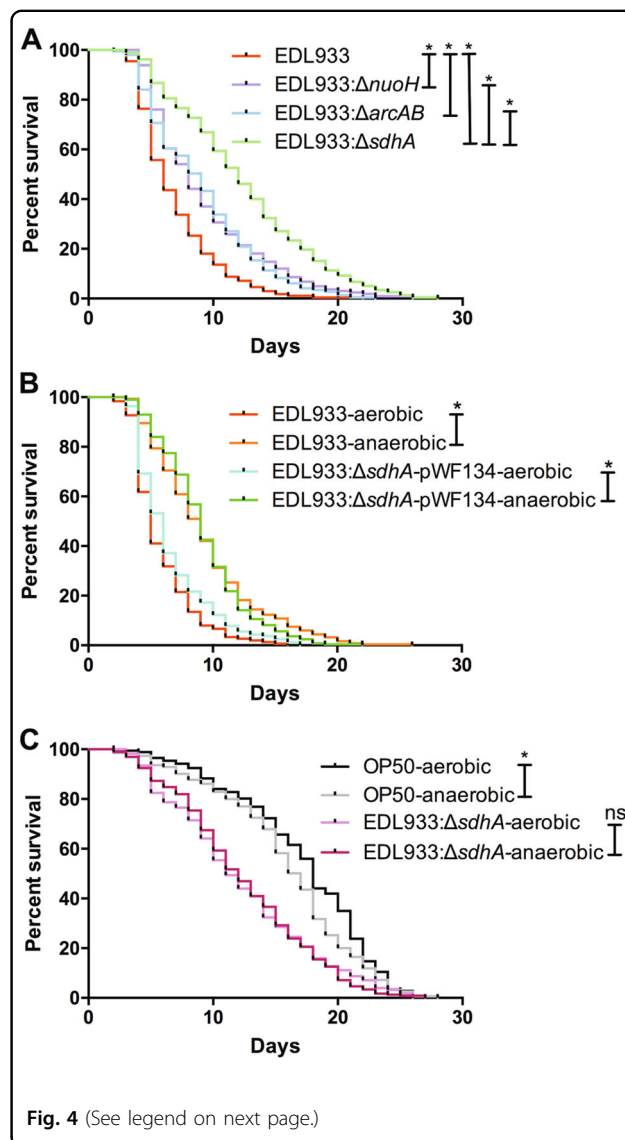 A
EDL933
EDL933:ΔnuoH
EDL933:ΔarcAB
EDL933:ΔsdhA
* * * * *
Percent survival
100
80
60
40
20
0
0 10 20 30
Days
B
EDL933-aerobic
EDL933-anaerobic
EDL933:ΔsdhA-pWF134-aerobic
EDL933:ΔsdhA-pWF134-anaerobic
*
*
Percent survival
100
80
60
40
20
0
0 10 20 30
Days
C
OP50-aerobic
OP50-anaerobic
EDL933:ΔsdhA-aerobic
EDL933:ΔsdhA-anaerobic
*
ns
Percent survival
100
80
60
40
20
0
0 10 20 30
Days
Fig. 4 (See legend on next page.)